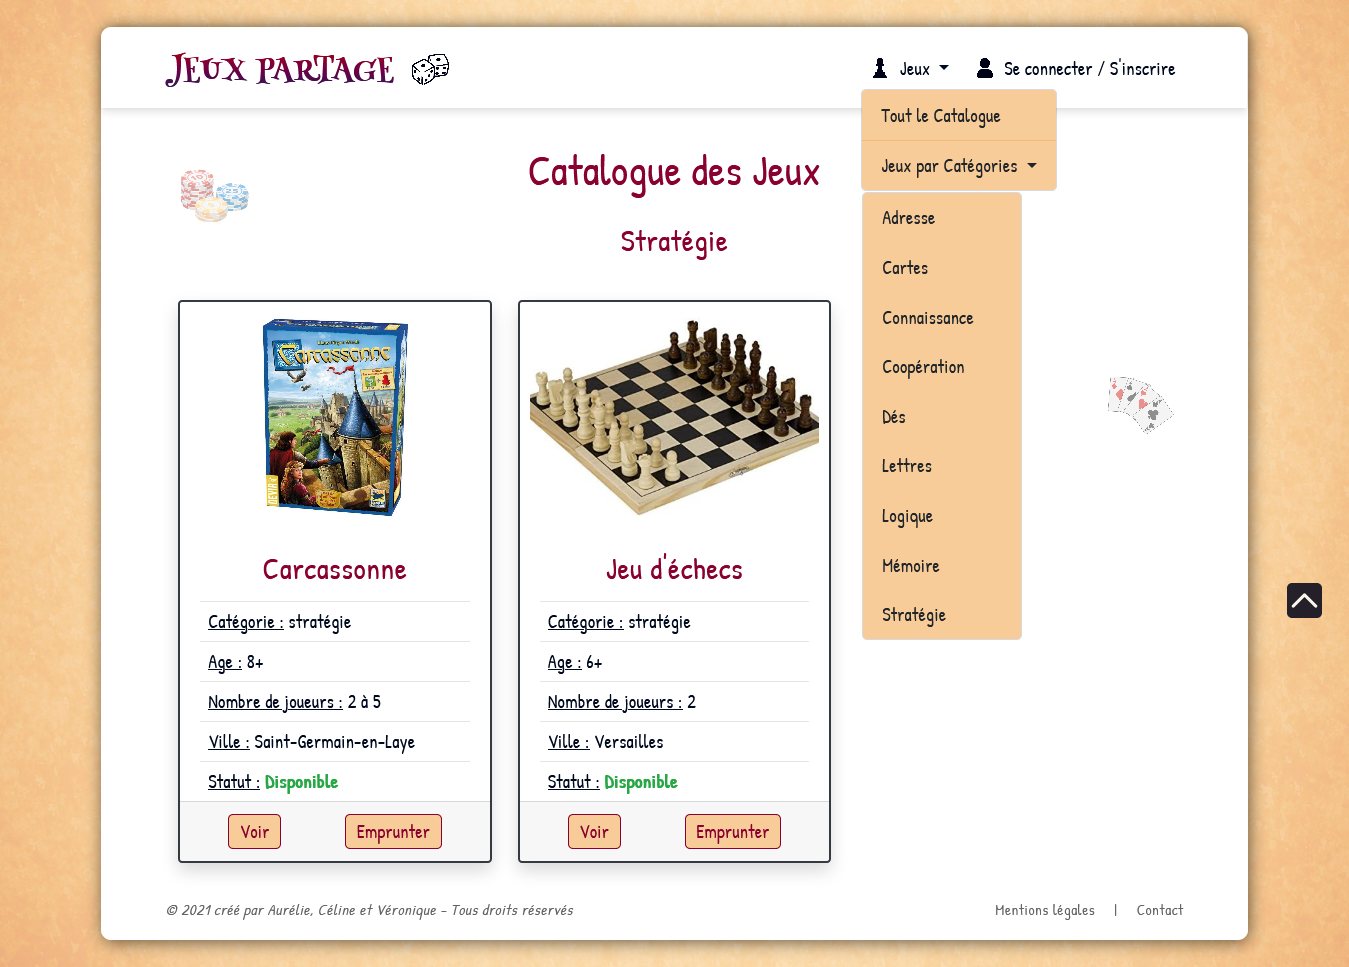 Jeux Partage
Jeux
Se connecter / S'inscrire
Tout le Catalogue
Jeux par Catégories
Adresse
Cartes
Connaissance
Coopération
Dés
Lettres
Logique
Mémoire
Stratégie
Catalogue des Jeux
Stratégie
Carcassonne
DEVIR
Carcassonne
Catégorie : stratégie
Age : 8+
Nombre de joueurs : 2 à 5
Ville : Saint-Germain-en-Laye
Statut : Disponible
Voir
Emprunter
Jeu d'échecs
Catégorie : stratégie
Age : 6+
Nombre de joueurs : 2
Ville : Versailles
Statut : Disponible
Voir
Emprunter
© 2021 créé par Aurélie, Céline et Véronique - Tous droits réservés
Mentions légales | Contact